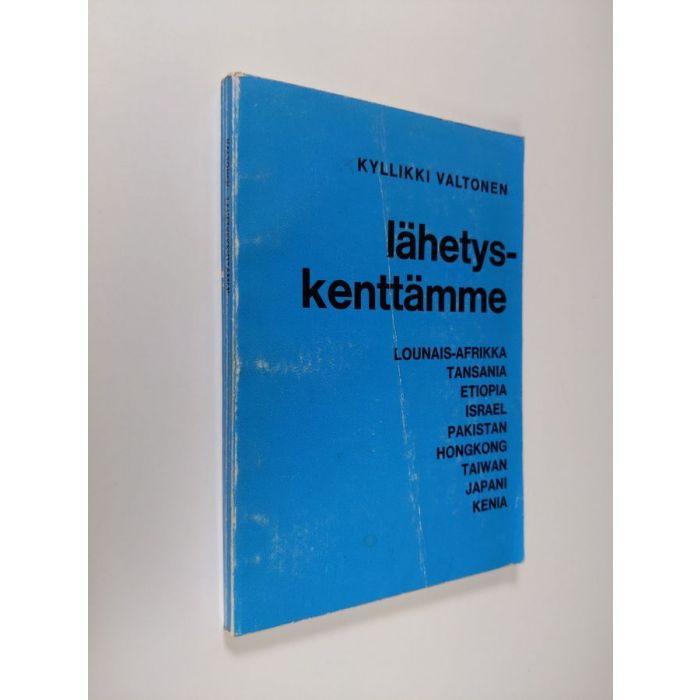 KYLLIKKI VALTONEN
lähetys-
kenttämme
LOUNAIS-AFRIKKA
TANSANIA
ETIOPIA
ISRAEL
PAKISTAN
HONGKONG
TAIWAN
JAPANI
KENIA